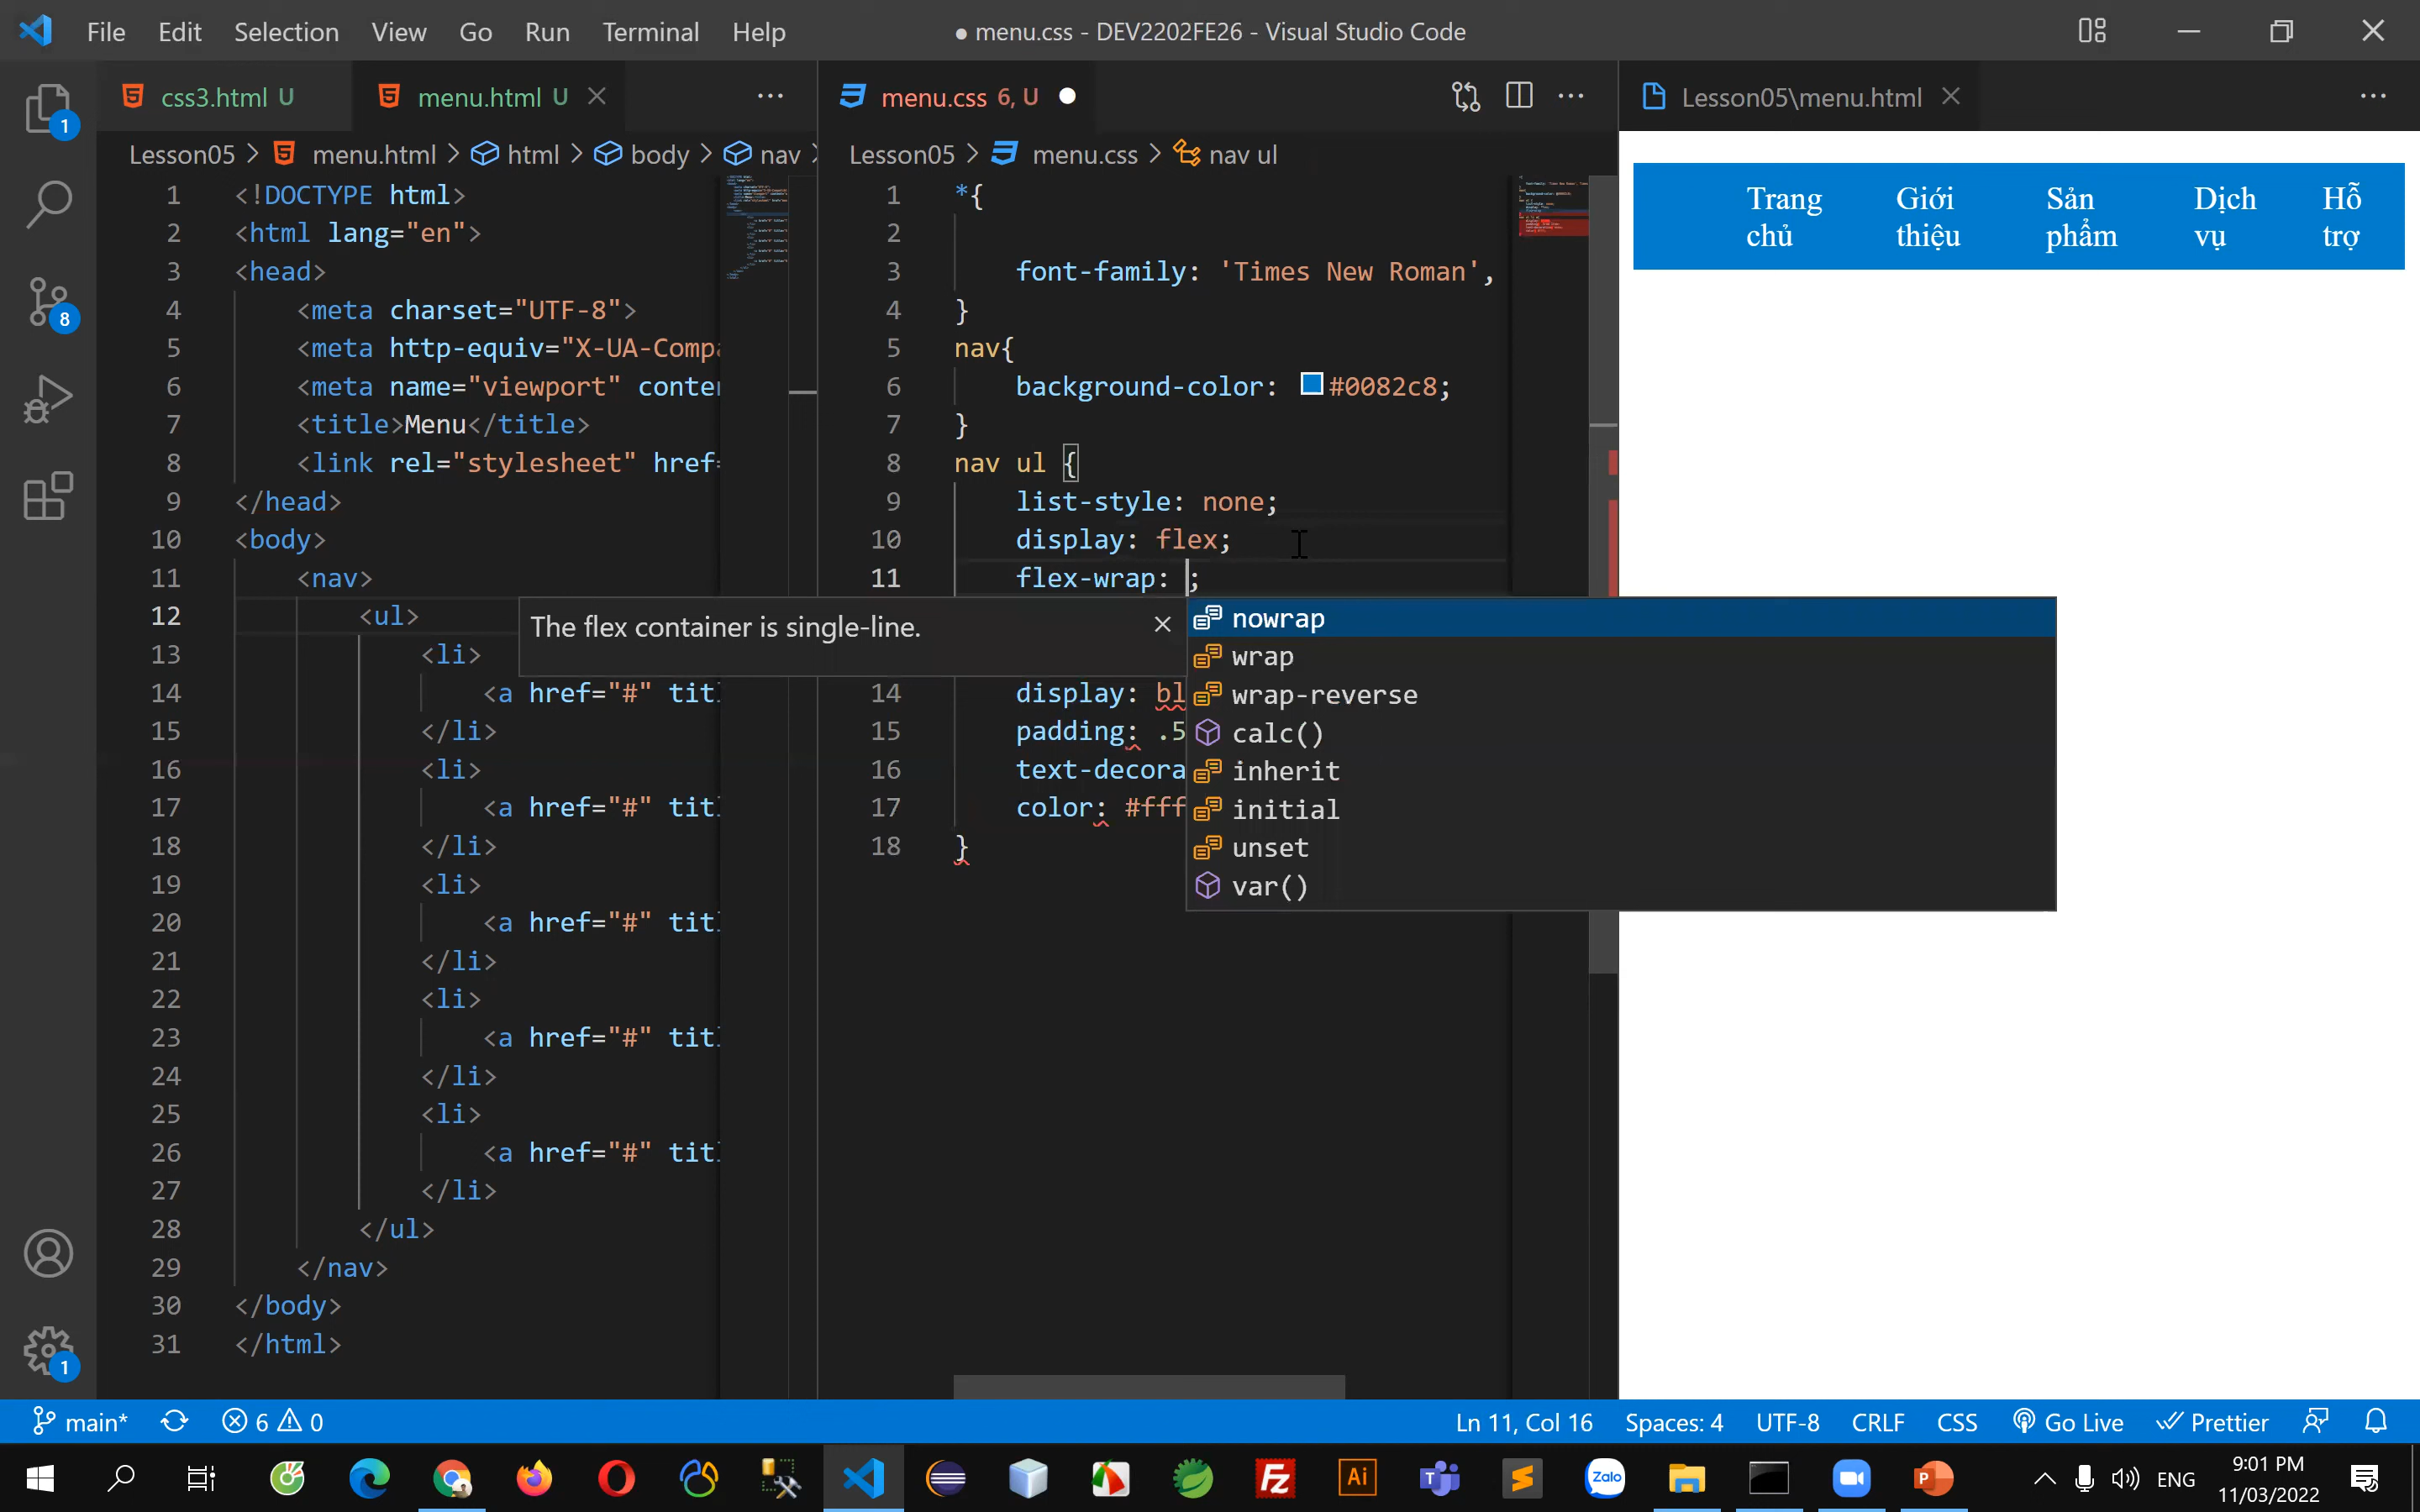 File Edit Selection View Go Run Terminal Help
● menu.css - DEV2202FE26 - Visual Studio Code
css3.html U
menu.html U
menu.css 6, U
Lesson05\menu.html
Lesson05 > menu.html > html > body > nav >
Lesson05 > menu.css > nav ul
1 <!DOCTYPE html>
2 <html lang="en">
3 <head>
4 <meta charset="UTF-8">
5 <meta http-equiv="X-UA-Compa
6 <meta name="viewport" conte
7 <title>Menu</title>
8 <link rel="stylesheet" href=
9 </head>
10 <body>
11 <nav>
12 <ul>
13 <li>
14 <a href="#" tit
15 </li>
16 <li>
17 <a href="#" tit
18 </li>
19 <li>
20 <a href="#" tit
21 </li>
22 <li>
23 <a href="#" tit
24 </li>
25 <li>
26 <a href="#" tit
27 </li>
28 </ul>
29 </nav>
30 </body>
31 </html>
1 *{
2
3 font-family: 'Times New Roman',
4 }
5 nav{
6 background-color: #0082c8;
7 }
8 nav ul {
9 list-style: none;
10 display: flex;
11 flex-wrap: ;
The flex container is single-line.
nowrap
wrap
wrap-reverse
calc()
inherit
initial
unset
var()
14 display: bl
15 padding: .5
16 text-decora
17 color: #fff
18 }
Trang chủ
Giới thiệu
Sản phẩm
Dịch vụ
Hỗ trợ
1
8
1
main* 6 0
Ln 11, Col 16 Spaces: 4 UTF-8 CRLF CSS Go Live Prettier
Ai
Zalo
ENG
9:01 PM
11/03/2022